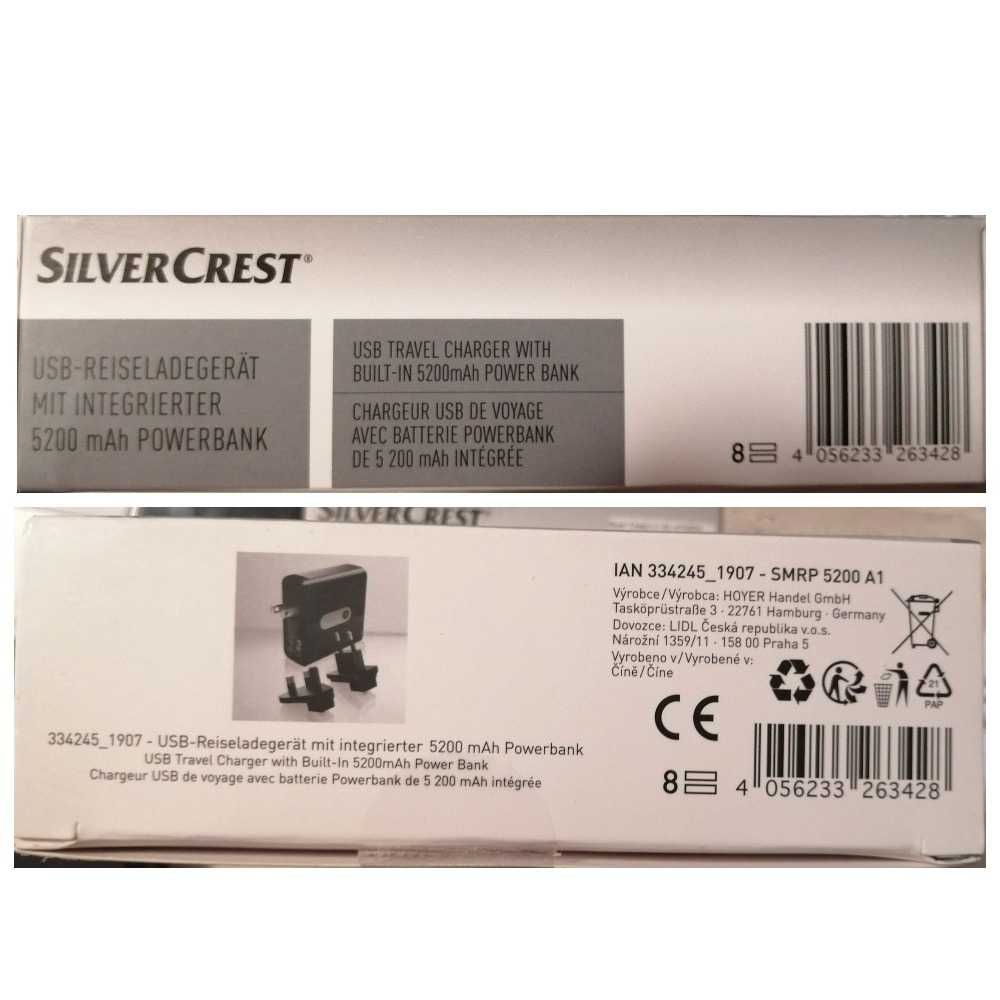 SILVERCREST®
USB-REISELADEGERÄT
MIT INTEGRIERTER
5200 mAh POWERBANK
USB TRAVEL CHARGER WITH
BUILT-IN 5200mAh POWER BANK
CHARGEUR USB DE VOYAGE
AVEC BATTERIE POWERBANK
DE 5 200 mAh INTÉGRÉE
8 4 056233 263428
SILVERCREST®
334245_1907 - USB-Reiseladegerät mit integrierter 5200 mAh Powerbank
USB Travel Charger with Built-In 5200mAh Power Bank
Chargeur USB de voyage avec batterie Powerbank de 5 200 mAh intégrée
IAN 334245_1907 - SMRP 5200 A1
Výrobce/Výrobca: HOYER Handel GmbH
Tasköprüstraße 3 · 22761 Hamburg · Germany
Dovozce: LIDL Česká republika v.o.s.
Nárožní 1359/11 · 158 00 Praha 5
Vyrobeno v/Vyrobené v:
Číně/Číne
CE
21
PAP
8 4 056233 263428